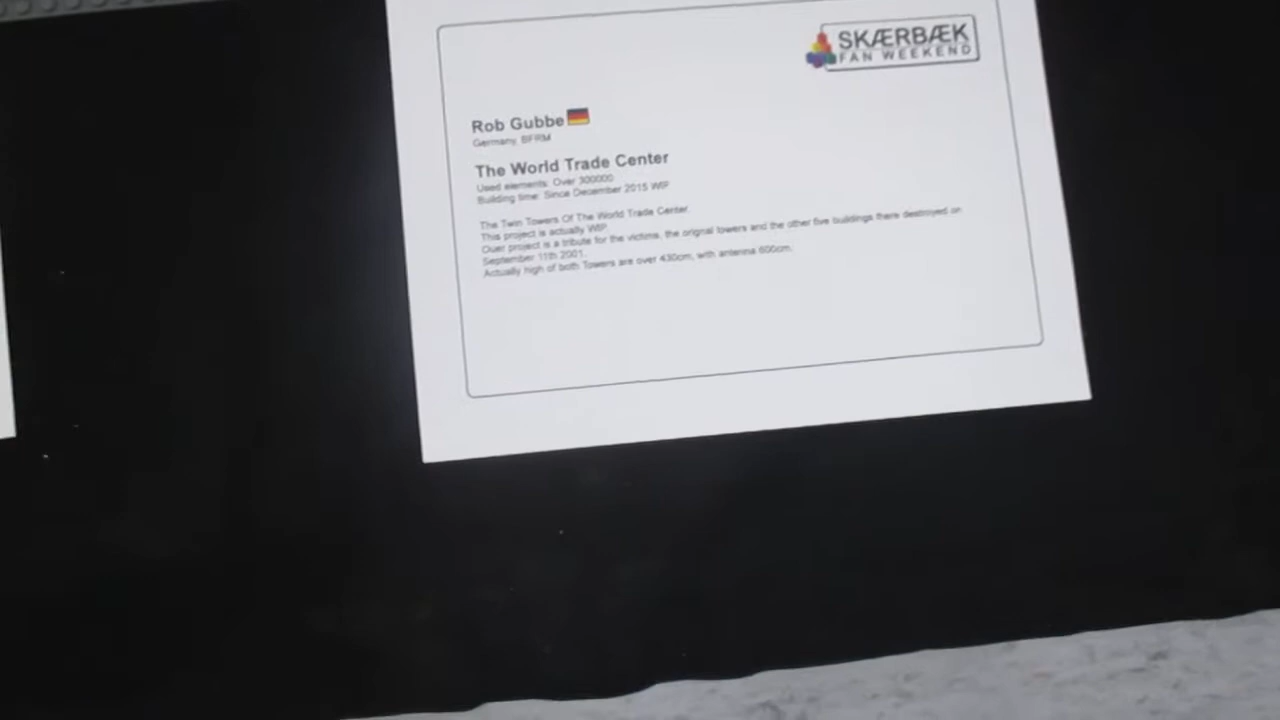 SKÆRBÆK
FAN WEEKEND
Rob Gubbe
Germany, BFRM
The World Trade Center
Used elements: Over 300000
Building time: Since December 2015 WIP
The Twin Towers Of The World Trade Center.
This project is actually WIP.
Ouer project is a tribute for the victims, the orignal towers and the other five buildings there destroyed on
September 11th 2001.
Actually high of both Towers are over 430cm, with antenna 600cm.